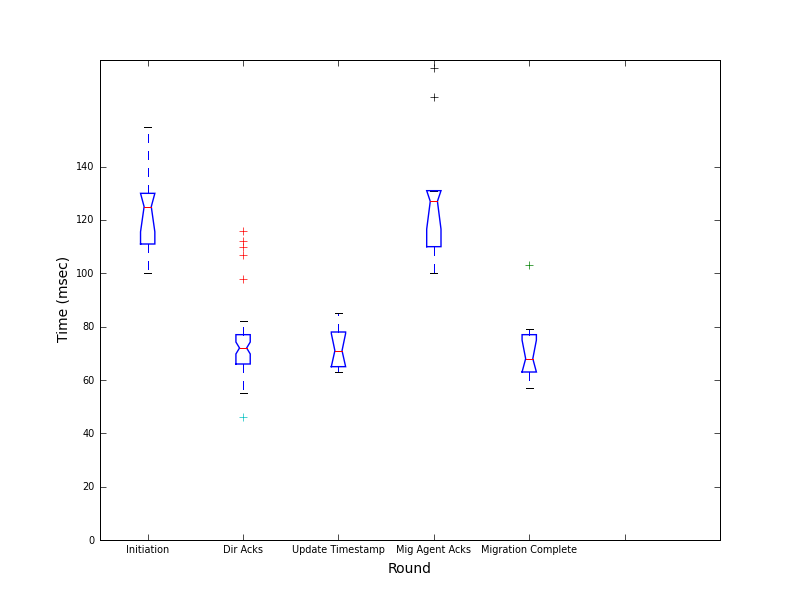 Time (msec)
140
120
100
80
60
40
20
0
Initiation Dir Acks Update Timestamp Mig Agent Acks Migration Complete
Round